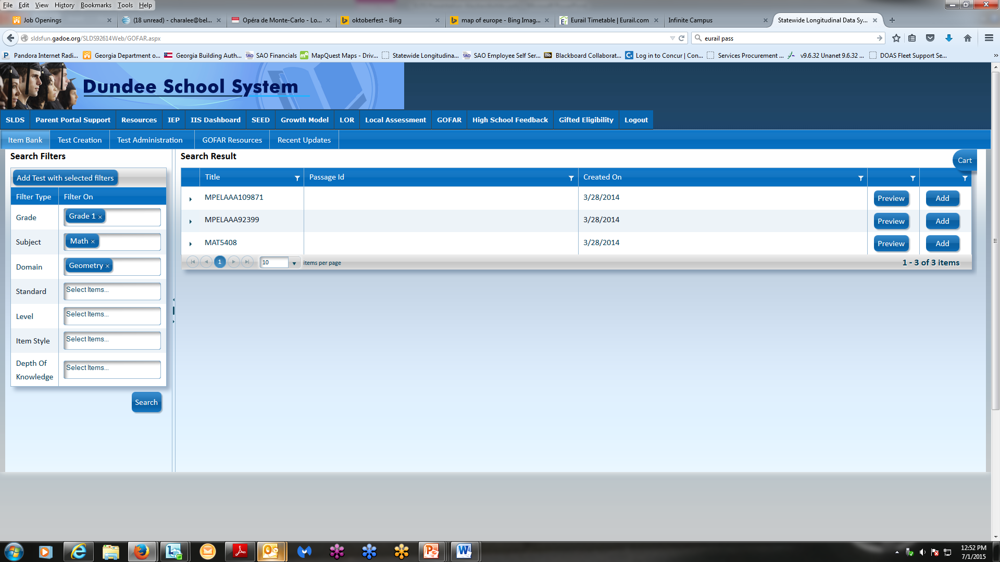 File Edit View History Bookmarks Tools Help
Job Openings
(18 unread) - charalee@bel...
Opéra de Monte-Carlo - Lo...
oktoberfest - Bing
map of europe - Bing Imag...
Eurail Timetable | Eurail.com
Infinite Campus
Statewide Longitudinal Data Sy...
sldsfun.gadoe.org/SLDS92614Web/GOFAR.aspx
eurail pass
Pandora Internet Radi...
Georgia Department o...
Georgia Building Auth...
SAO SAO Financials
MapQuest Maps - Driv...
Statewide Longitudina...
SAO SAO Employee Self Ser...
Bb Blackboard Collaborat...
Log in to Concur | Con...
Services Procurement ...
v9.6.32 Unanet 9.6.32 ...
DOAS Fleet Support Se...
Dundee School System
SLDS Parent Portal Support Resources IEP IIS Dashboard SEED Growth Model LOR Local Assessment GOFAR High School Feedback Gifted Eligibility Logout
Item Bank Test Creation Test Administration GOFAR Resources Recent Updates
Search Filters
Add Test with selected filters
Filter Type Filter On
Grade Grade 1 ×
Subject Math ×
Domain Geometry ×
Standard Select Items...
Level Select Items...
Item Style Select Items...
Depth Of
Knowledge Select Items...
Search
Search Result
Cart
Title Passage Id Created On
MPELAAA109871 3/28/2014 Preview Add
MPELAAA92399 3/28/2014 Preview Add
MAT5408 3/28/2014 Preview Add
1 10 items per page 1 - 3 of 3 items
12:52 PM
7/1/2015